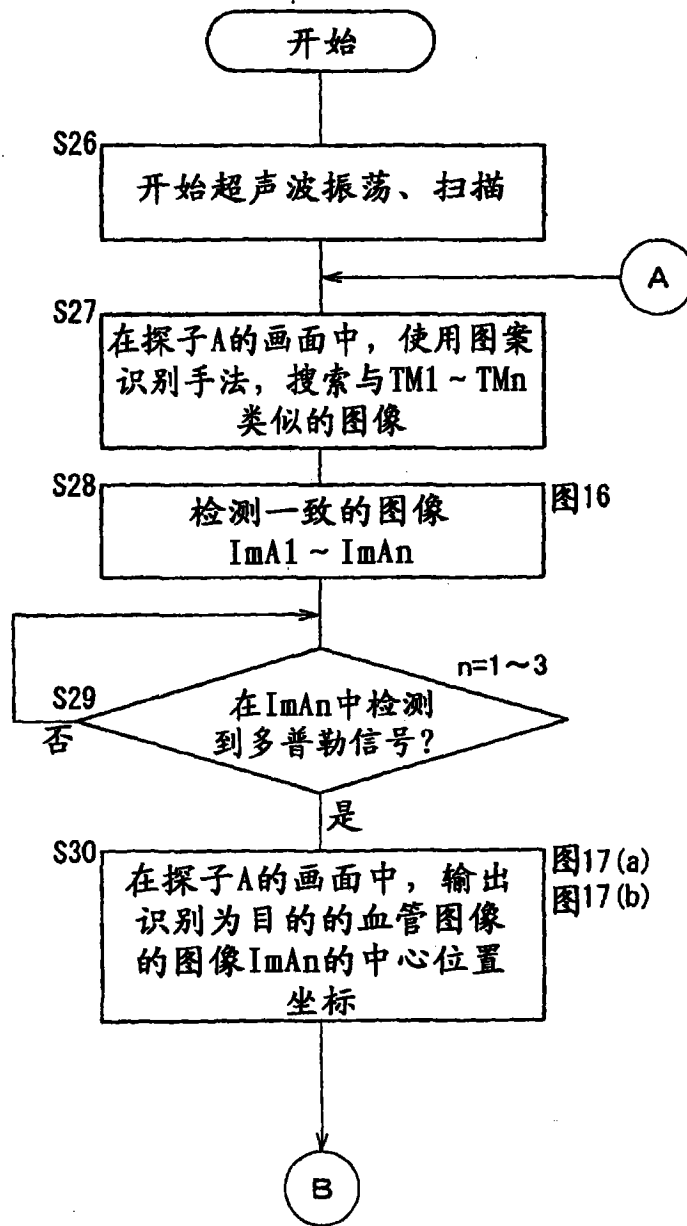 开始
S26
开始超声波振荡、扫描
A
S27
在探子A的画面中，使用图案
识别手法，搜索与TM1～TMn
类似的图像
S28
检测一致的图像
ImA1～ImAn
图16
n=1～3
S29
在ImAn中检测
到多普勒信号？
否
是
S30
在探子A的画面中，输出
识别为目的的血管图像
的图像ImAn的中心位置
坐标
图17(a)
图17(b)
B